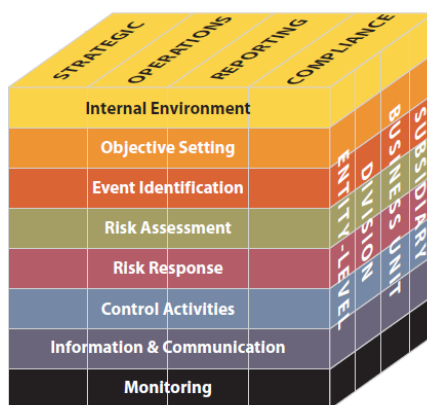 STRATEGIC
OPERATIONS
REPORTING
COMPLIANCE
Internal Environment
Objective Setting
Event Identification
Risk Assessment
Risk Response
Control Activities
Information & Communication
Monitoring
ENTITY-LEVEL
DIVISION
BUSINESS UNIT
SUBSIDIARY